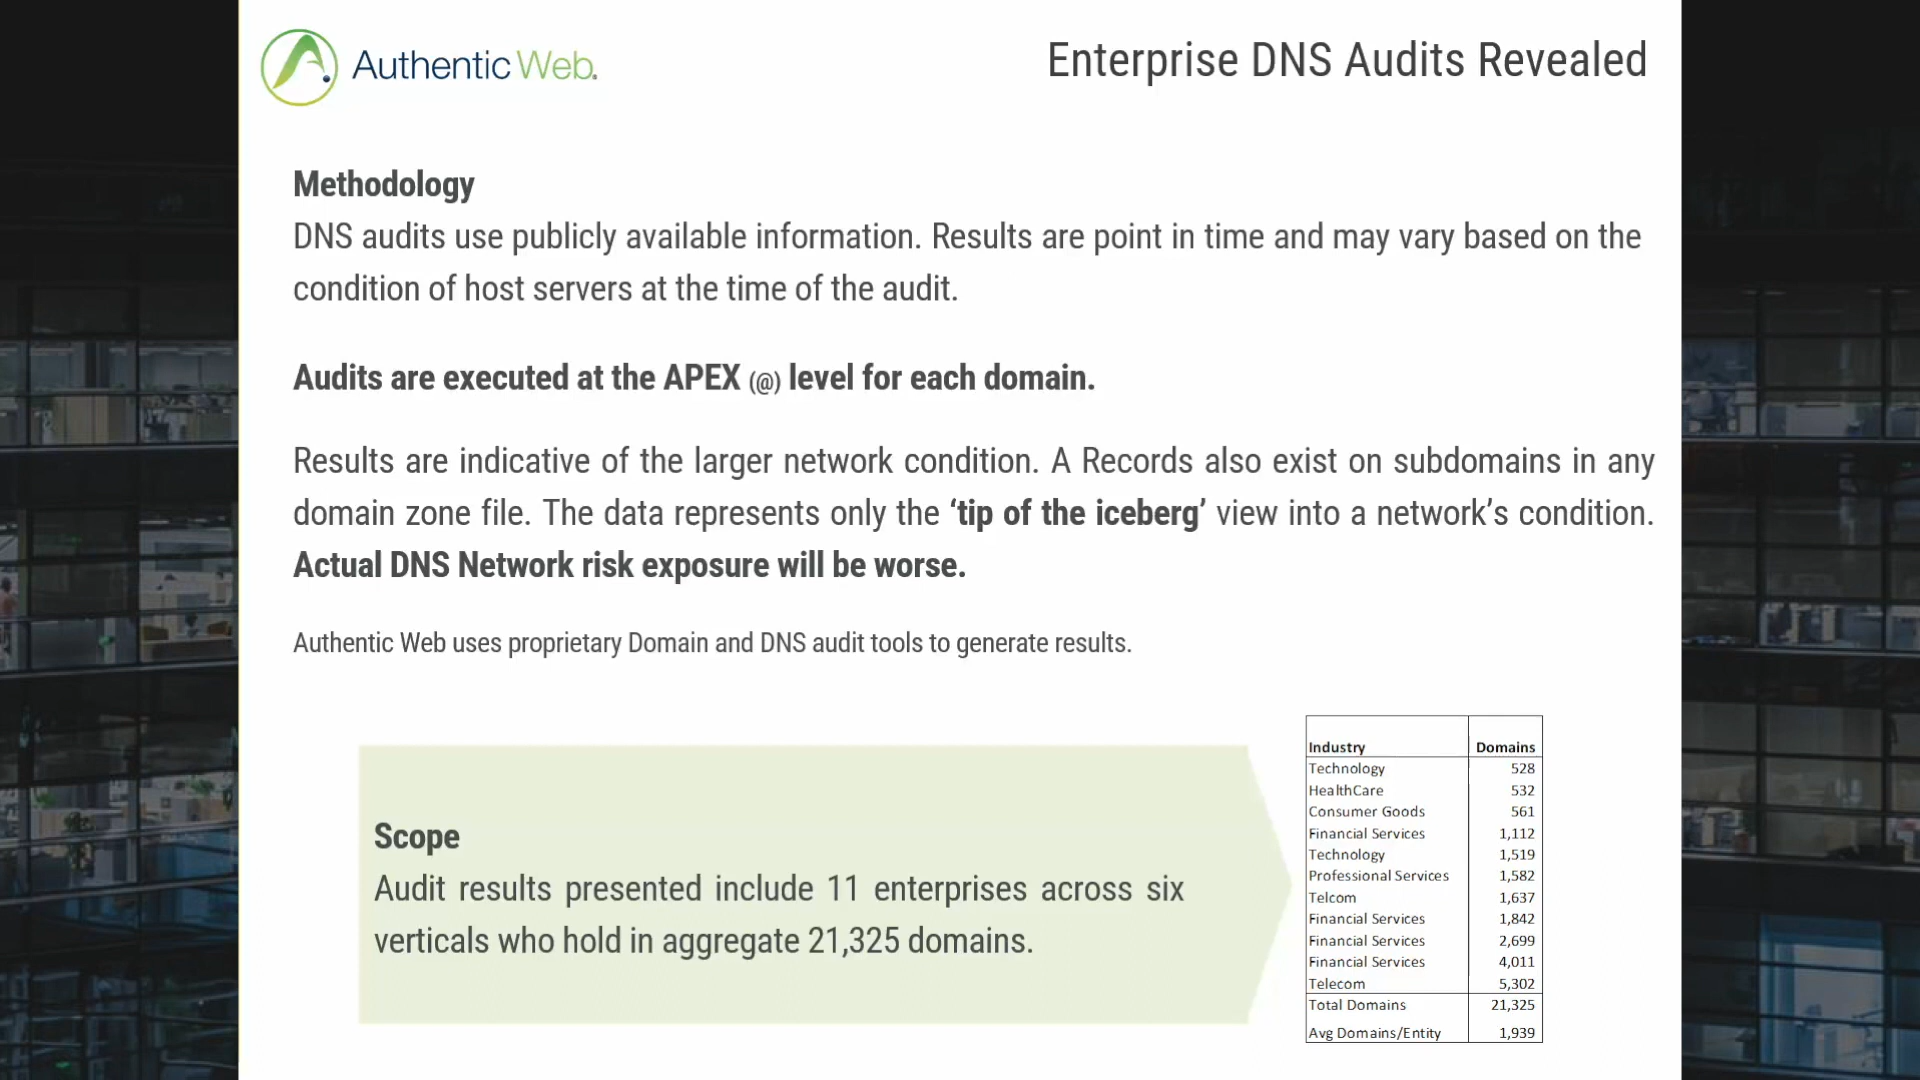 Authentic Web.
Enterprise DNS Audits Revealed
Methodology
DNS audits use publicly available information. Results are point in time and may vary based on the
condition of host servers at the time of the audit.
Audits are executed at the APEX (@) level for each domain.
Results are indicative of the larger network condition. A Records also exist on subdomains in any
domain zone file. The data represents only the ‘tip of the iceberg’ view into a network’s condition.
Actual DNS Network risk exposure will be worse.
Authentic Web uses proprietary Domain and DNS audit tools to generate results.
Scope
Audit results presented include 11 enterprises across six
verticals who hold in aggregate 21,325 domains.
Industry Domains
Technology 528
HealthCare 532
Consumer Goods 561
Financial Services 1,112
Technology 1,519
Professional Services 1,582
Telcom 1,637
Financial Services 1,842
Financial Services 2,699
Financial Services 4,011
Telecom 5,302
Total Domains 21,325
Avg Domains/Entity 1,939